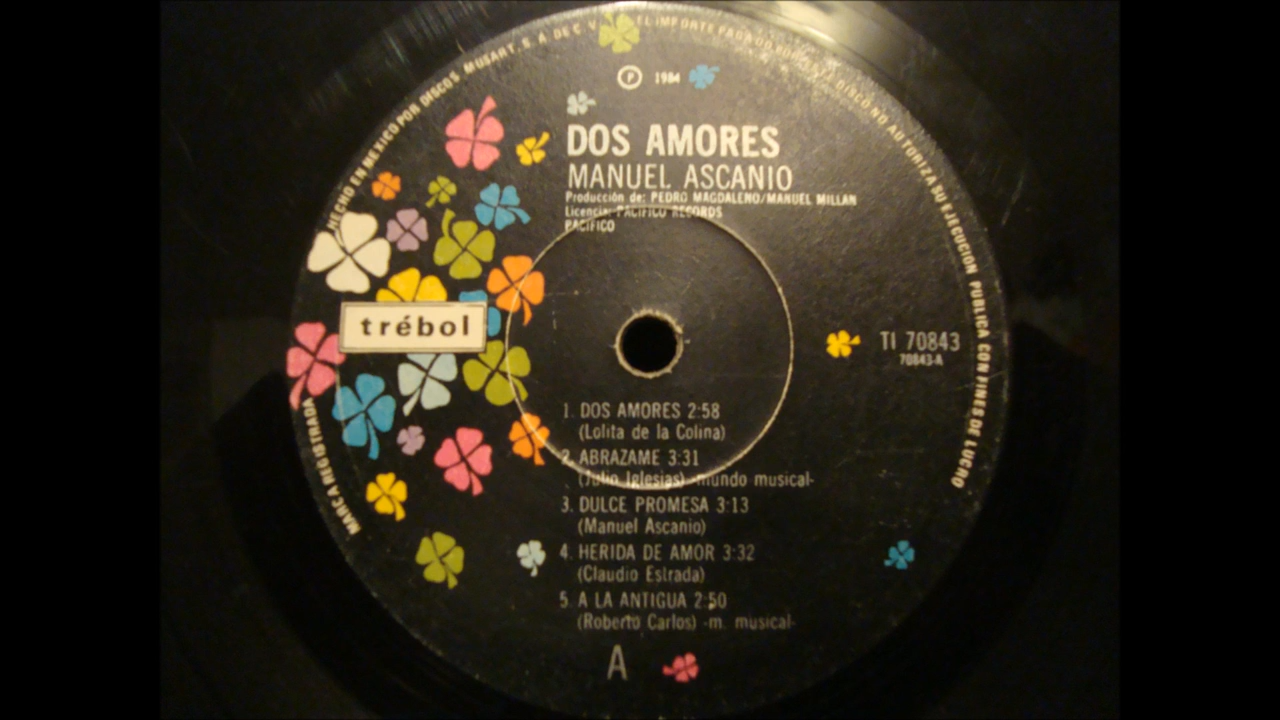 HECHO EN MEXICO POR DISCOS MUSART, S. A. DE C. V. EL IMPORTE PAGADO POR DISCO NO AUTORIZA SU EJECUCION PUBLICA CON FINES DE LUCRO
Ⓟ 1984
DOS AMORES
MANUEL ASCANIO
Producción de: PEDRO MAGDALENO/MANUEL MILLAN
Licencia: PACIFICO RECORDS
PACIFICO
trébol
TI 70843
70843-A
MARCA REGISTRADA
1. DOS AMORES 2:58
(Lolita de la Colina)
2. ABRAZAME 3:31
(Julio Iglesias) -mundo musical-
3. DULCE PROMESA 3:13
(Manuel Ascanio)
4. HERIDA DE AMOR 3:32
(Claudio Estrada)
5. A LA ANTIGUA 2:50
(Roberto Carlos) -m. musical-
A